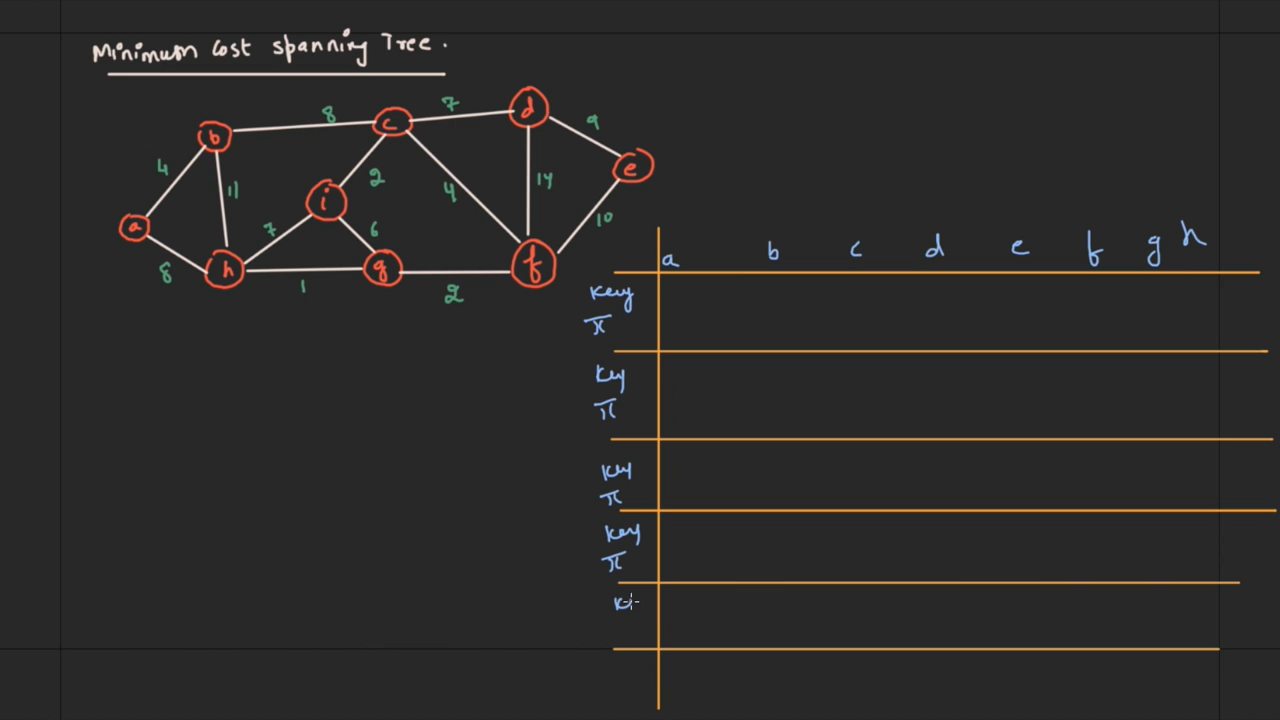 Minimum Cost spanning Tree.
8 7 d 9
b c
4 11 i 2 4 14 e
a 7 6 10
8 h g f
1 2
a b c d e f g h
key
π
key
π
key
π
key
π